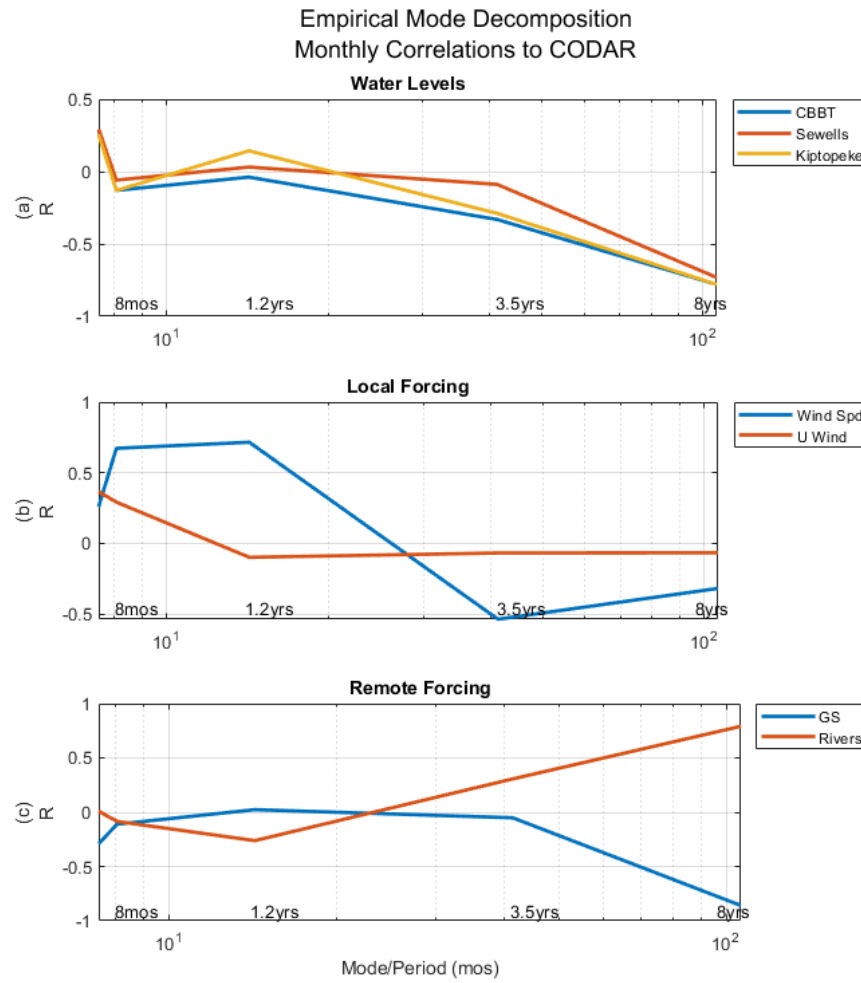 Empirical Mode Decomposition
Monthly Correlations to CODAR
Water Levels
0.5
0
-0.5
-1
(a)
R
8mos
1.2yrs
3.5yrs
8yrs
10^1
10^2
CBBT
Sewells
Kiptopeke
Local Forcing
1
0.5
0
-0.5
(b)
R
8mos
1.2yrs
3.5yrs
8yrs
10^1
10^2
Wind Spd
U Wind
Remote Forcing
1
0.5
0
-0.5
-1
(c)
R
8mos
1.2yrs
3.5yrs
8yrs
10^1
10^2
Mode/Period (mos)
GS
Rivers